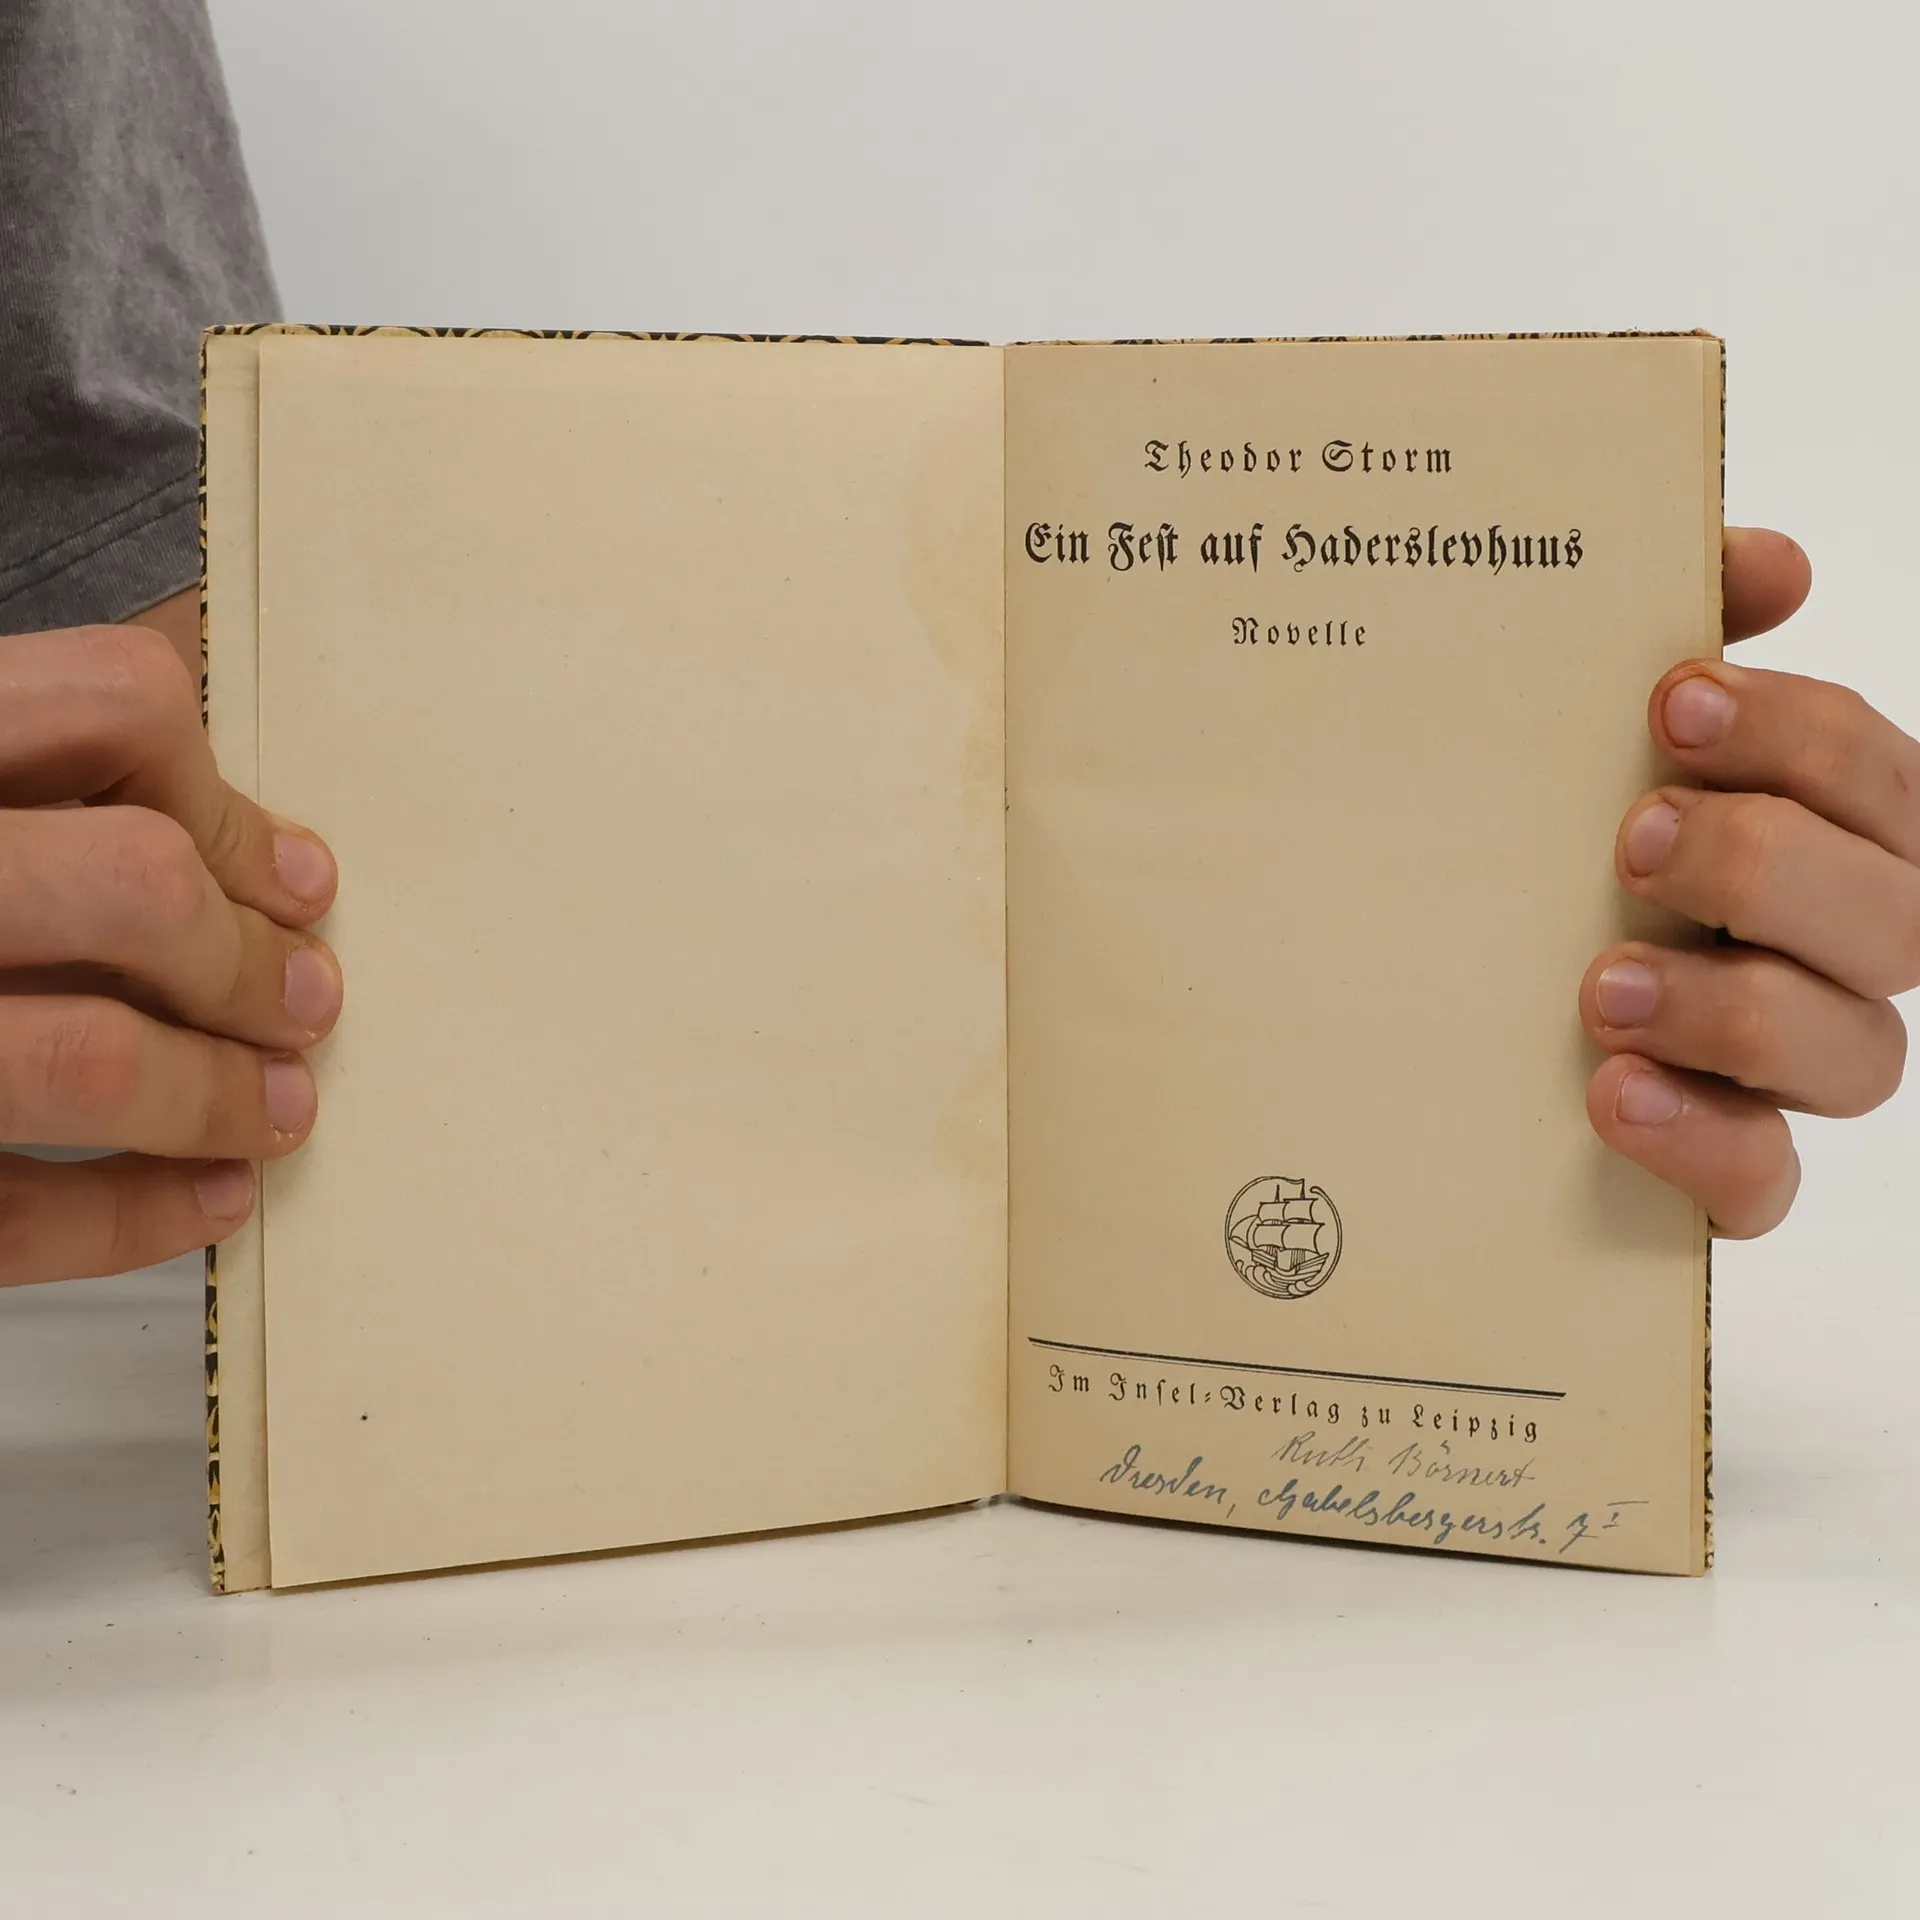 Theodor Storm
Ein Fest auf Haderslevhuus
Novelle
Im Insel-Verlag zu Leipzig
Ruth Börnert
Dresden, Gabelsbergerstr. 7 I